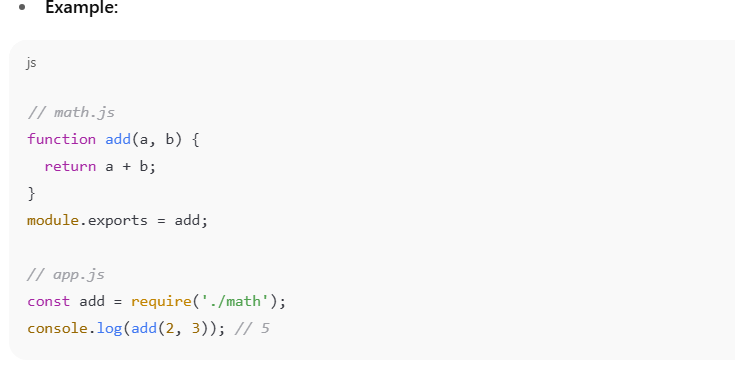 • Example:
js
// math.js
function add(a, b) {
  return a + b;
}
module.exports = add;
// app.js
const add = require('./math');
console.log(add(2, 3)); // 5